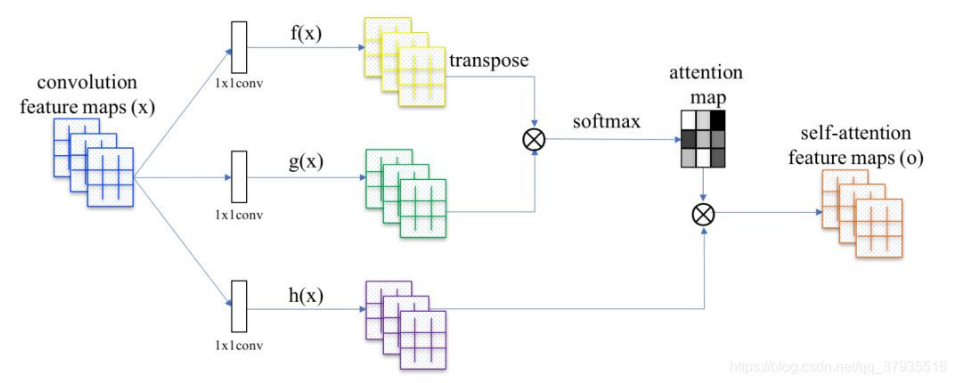 convolution
feature maps (x)
f(x)
1x1conv
transpose
g(x)
1x1conv
h(x)
1x1conv
softmax
attention
map
self-attention
feature maps (o)
https://blog.csdn.net/qq_37935516